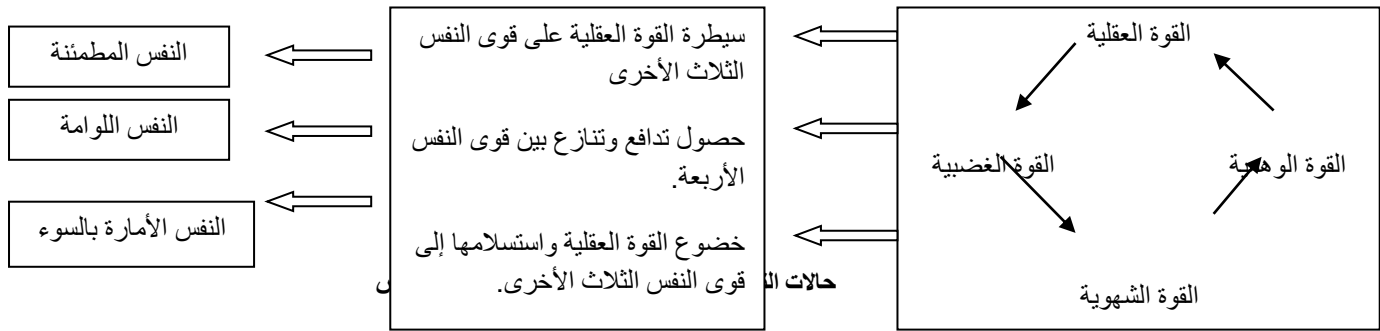 القوة العقلية
القوة الغضبية
القوة الوهمية
القوة الشهوية
سيطرة القوة العقلية على قوى النفس
الثلاث الأخرى
حصول تدافع وتنازع بين قوى النفس
الأربعة.
خضوع القوة العقلية واستسلامها إلى
قوى النفس الثلاث الأخرى.
النفس المطمئنة
النفس اللوامة
النفس الأمارة بالسوء
حالات